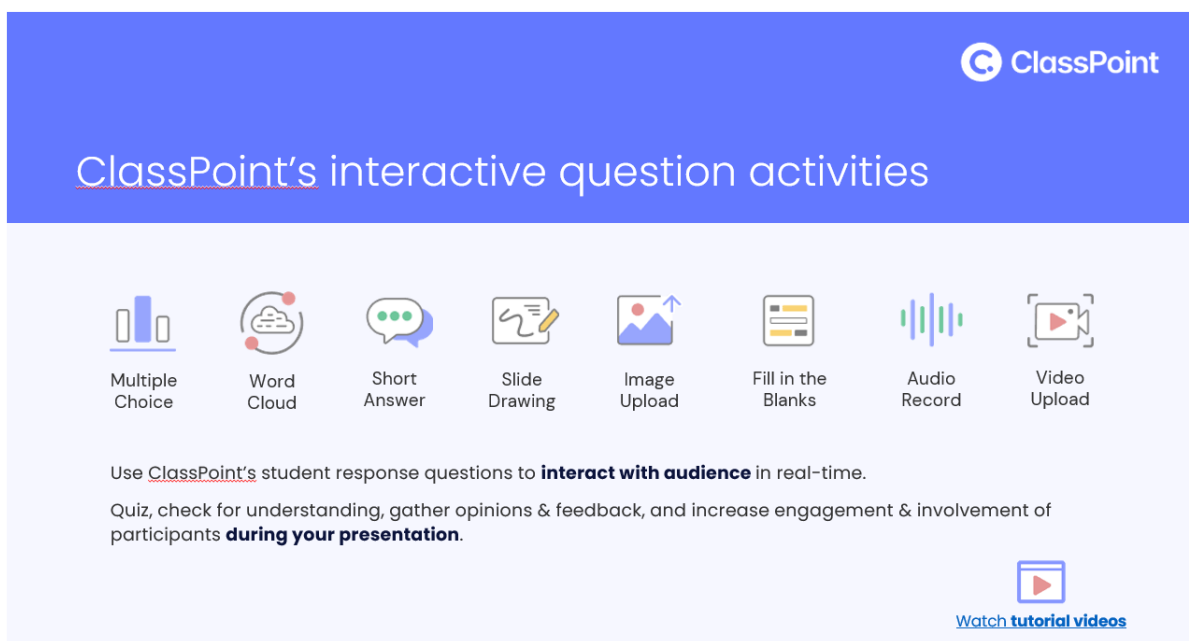 ClassPoint
ClassPoint's interactive question activities
Multiple
Choice
Word
Cloud
Short
Answer
Slide
Drawing
Image
Upload
Fill in the
Blanks
Audio
Record
Video
Upload
Use ClassPoint's student response questions to interact with audience in real-time.
Quiz, check for understanding, gather opinions & feedback, and increase engagement & involvement of
participants during your presentation.
Watch tutorial videos